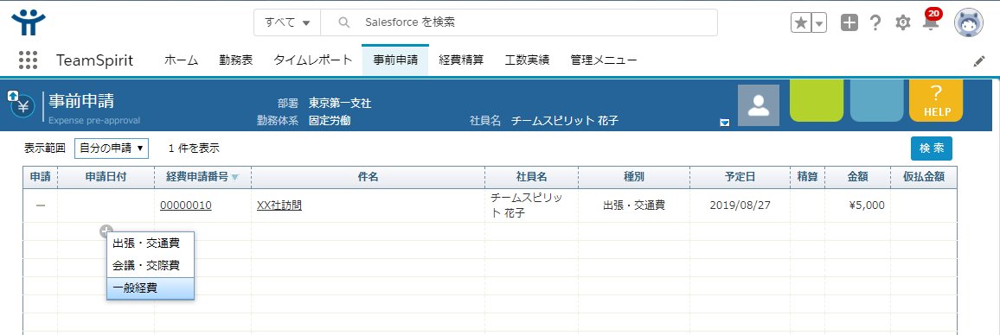 すべて ▼ Salesforce を検索 20
TeamSpirit ホーム 勤務表 タイムレポート 事前申請 経費精算 工数実績 管理メニュー
¥ 事前申請 部署 東京第一支社 ?
Expense pre-approval 勤務体系 固定労働 社員名 チームスピリット 花子 HELP
表示範囲 自分の申請 ▼ 1 件を表示 検 索
申請 申請日付 経費申請番号 件名 社員名 種別 予定日 精算 金額 仮払金額
00000010 XX社訪問 チームスピリッ 出張・交通費 2019/08/27 ¥5,000
ト 花子
出張・交通費
会議・交際費
一般経費